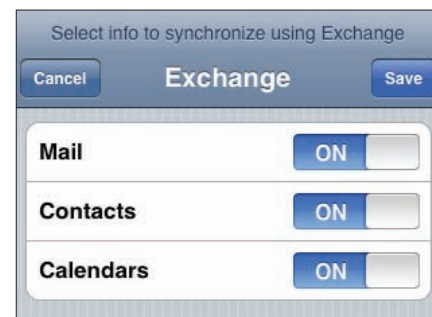 Select info to synchronize using Exchange
Cancel Exchange Save
Mail ON
Contacts ON
Calendars ON